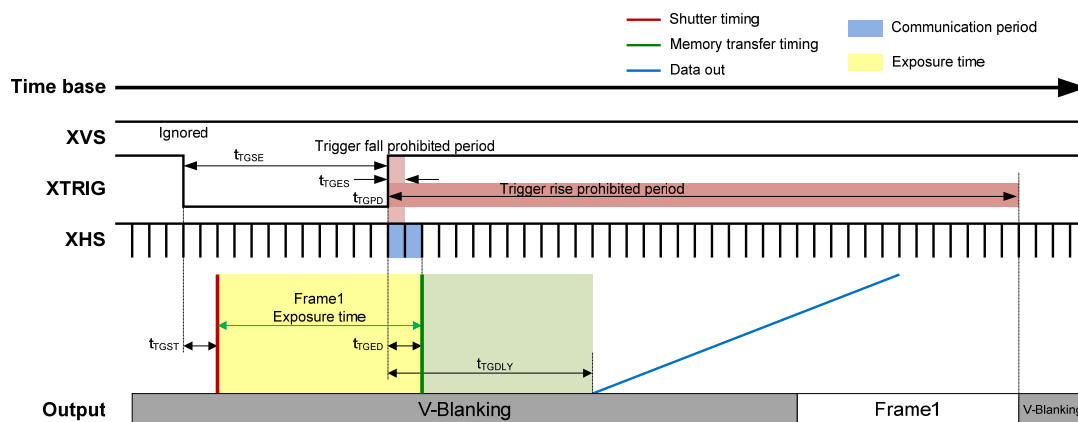 Shutter timing
Communication period
Memory transfer timing
Exposure time
Data out
Time base
Ignored
XVS
Trigger fall prohibited period
tTGSE
tTGES
XTRIG
Trigger rise prohibited period
tTGPD
XHS
Frame1
Exposure time
tTGST
tTGED
tTGDLY
Output
V-Blanking
Frame1
V-Blanking